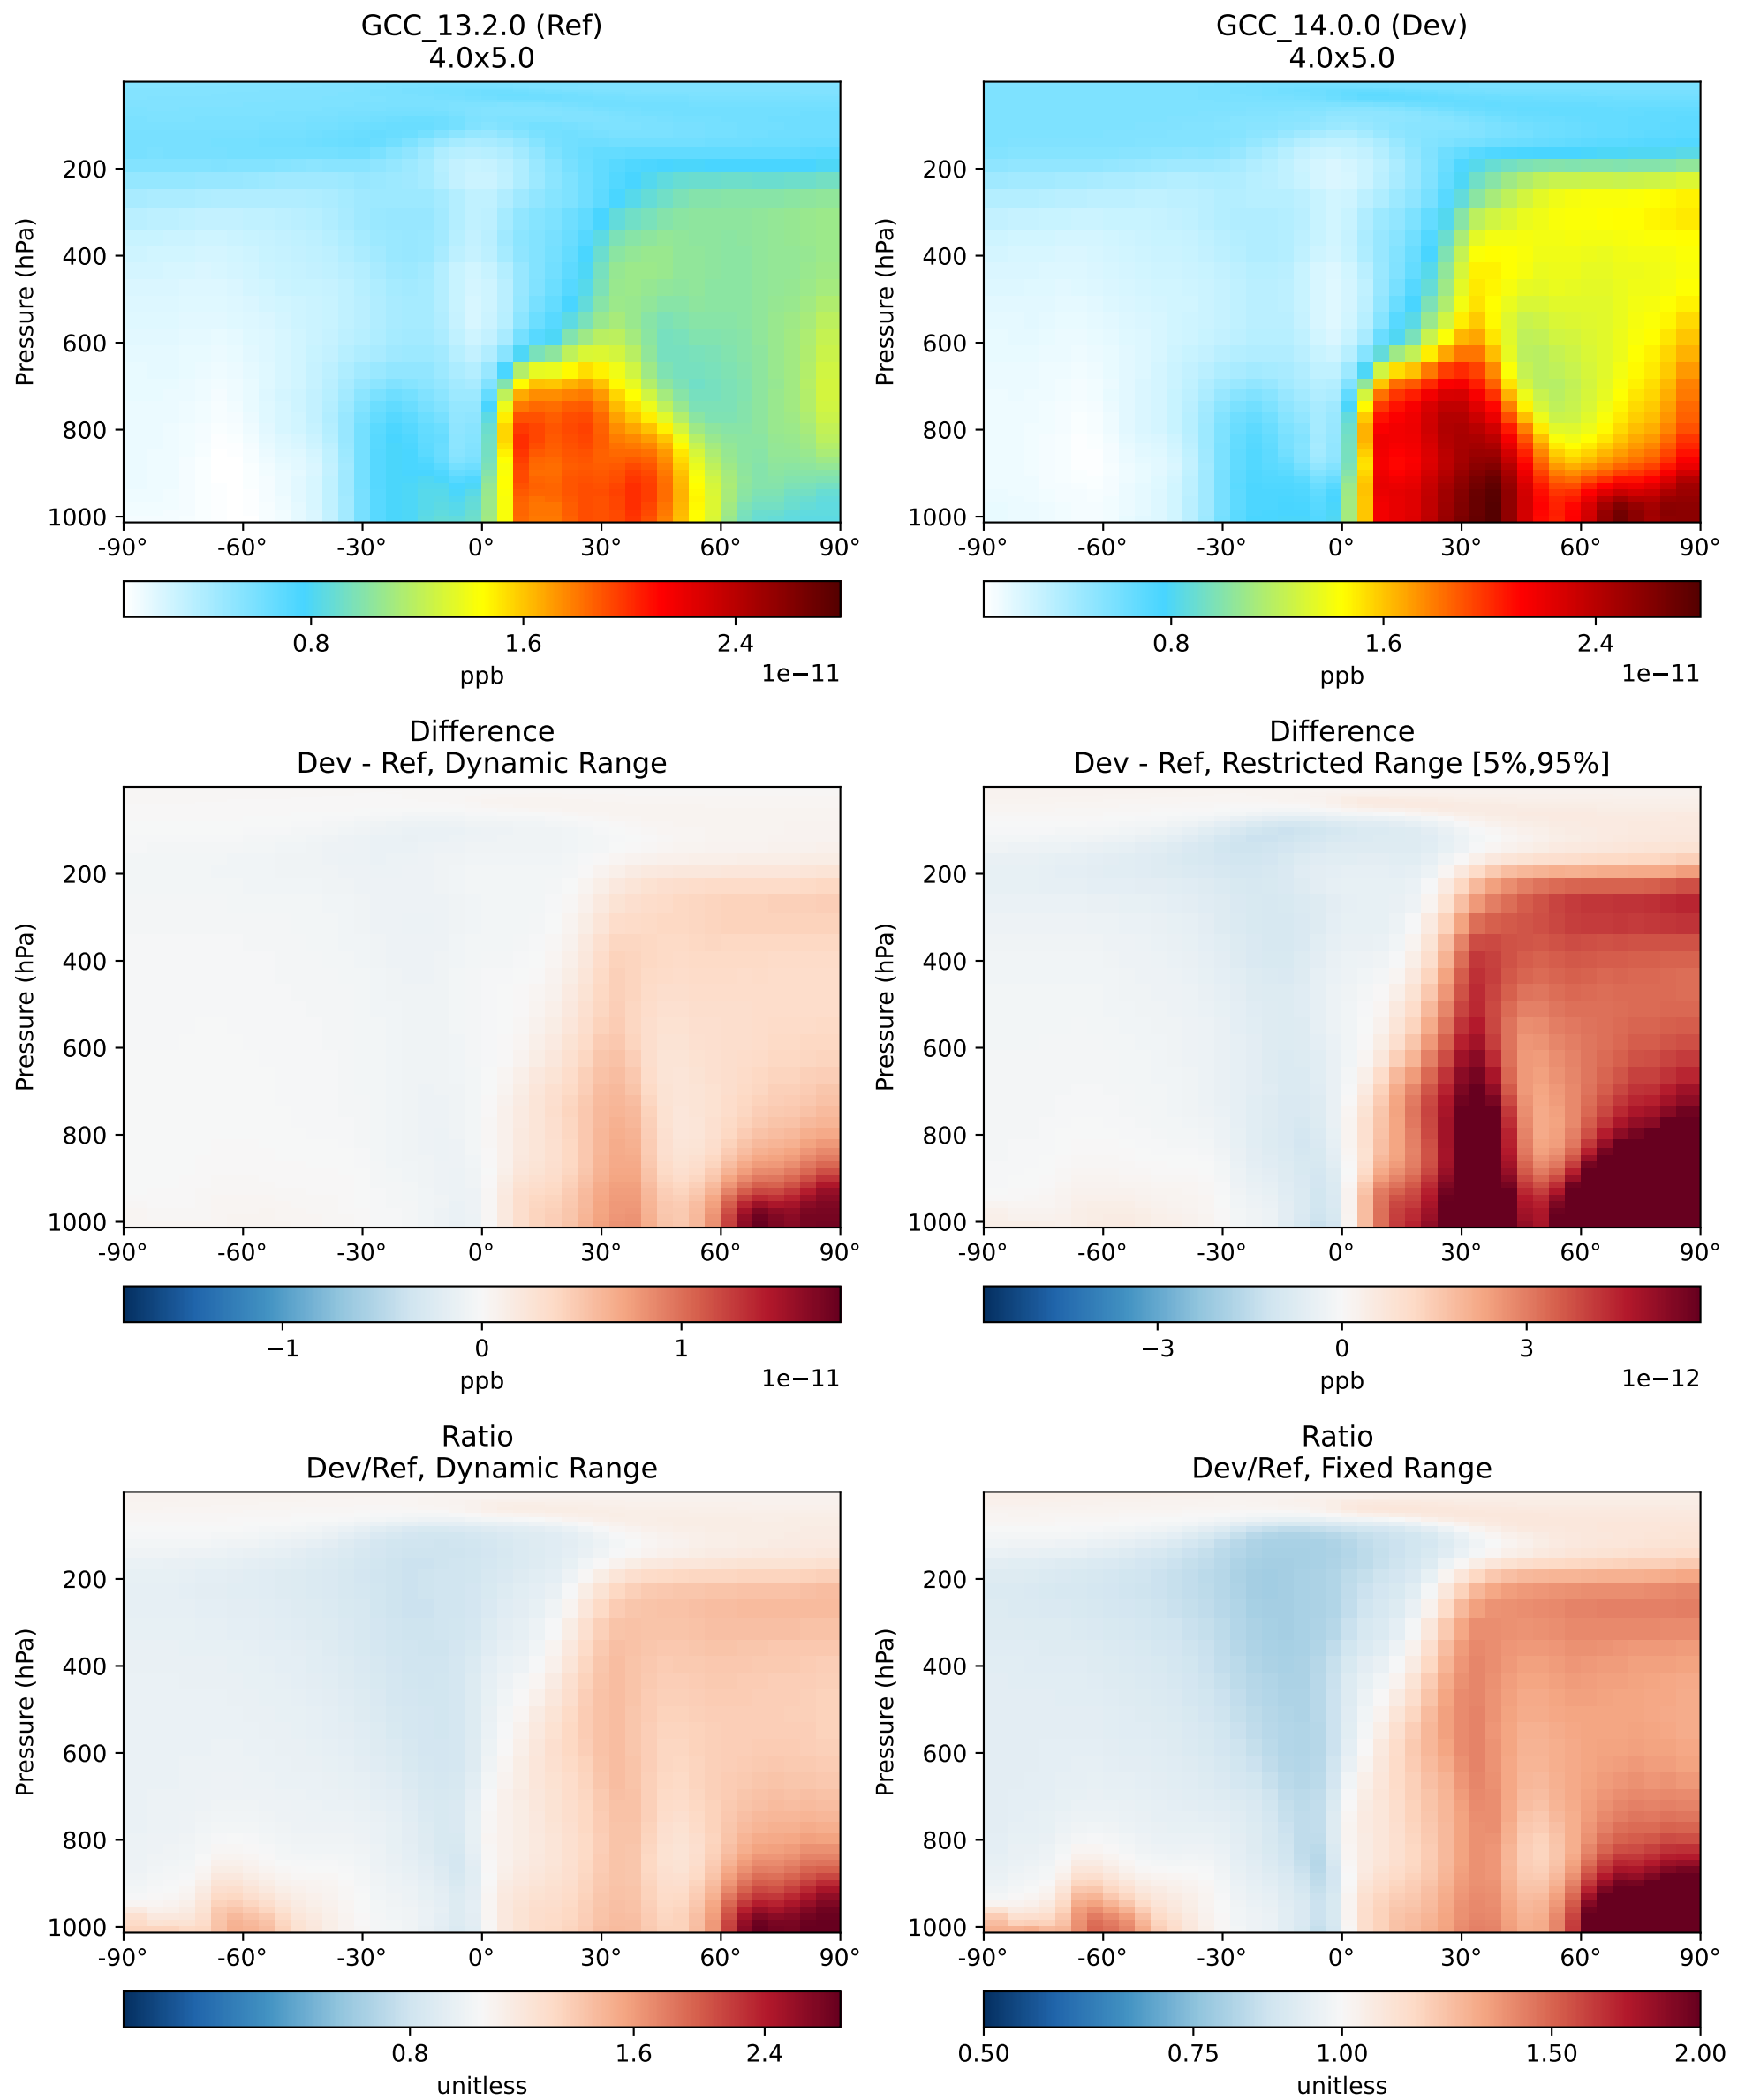 GCC_13.2.0 (Ref)
4.0x5.0
GCC_14.0.0 (Dev)
4.0x5.0
Pressure (hPa)
200
400
600
800
1000
-90° -60° -30° 0° 30° 60° 90°
0.8 1.6 2.4
ppb
1e−11
Pressure (hPa)
200
400
600
800
1000
-90° -60° -30° 0° 30° 60° 90°
0.8 1.6 2.4
ppb
1e−11
Difference
Dev - Ref, Dynamic Range
Difference
Dev - Ref, Restricted Range [5%,95%]
Pressure (hPa)
200
400
600
800
1000
-90° -60° -30° 0° 30° 60° 90°
−1 0 1
ppb
1e−11
Pressure (hPa)
200
400
600
800
1000
-90° -60° -30° 0° 30° 60° 90°
−3 0 3
ppb
1e−12
Ratio
Dev/Ref, Dynamic Range
Ratio
Dev/Ref, Fixed Range
Pressure (hPa)
200
400
600
800
1000
-90° -60° -30° 0° 30° 60° 90°
0.8 1.6 2.4
unitless
Pressure (hPa)
200
400
600
800
1000
-90° -60° -30° 0° 30° 60° 90°
0.50 0.75 1.00 1.50 2.00
unitless